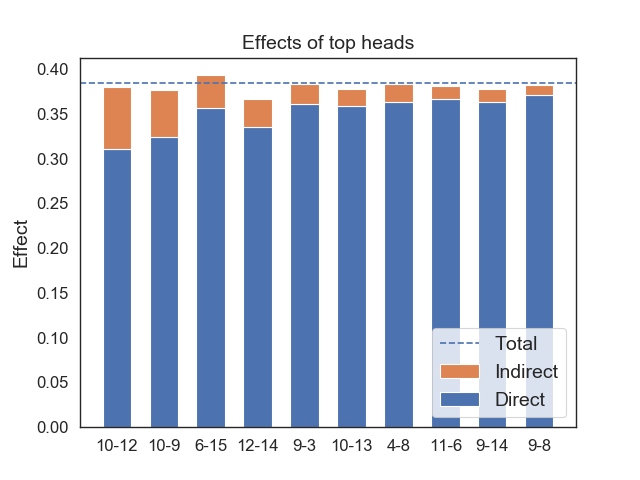 Effects of top heads
Effect
0.40
0.35
0.30
0.25
0.20
0.15
0.10
0.05
0.00
10-12 10-9 6-15 12-14 9-3 10-13 4-8 11-6 9-14 9-8
Total
Indirect
Direct